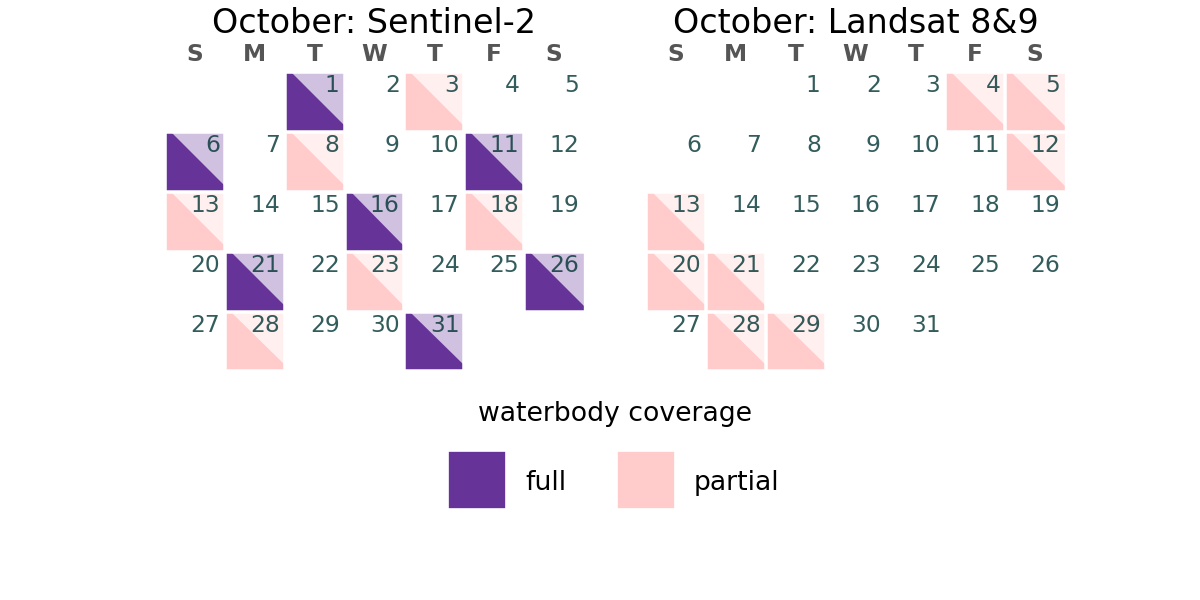 October: Sentinel-2
S M T W T F S
1 2 3 4 5
6 7 8 9 10 11 12
13 14 15 16 17 18 19
20 21 22 23 24 25 26
27 28 29 30 31
October: Landsat 8&9
S M T W T F S
1 2 3 4 5
6 7 8 9 10 11 12
13 14 15 16 17 18 19
20 21 22 23 24 25 26
27 28 29 30 31
waterbody coverage
full partial